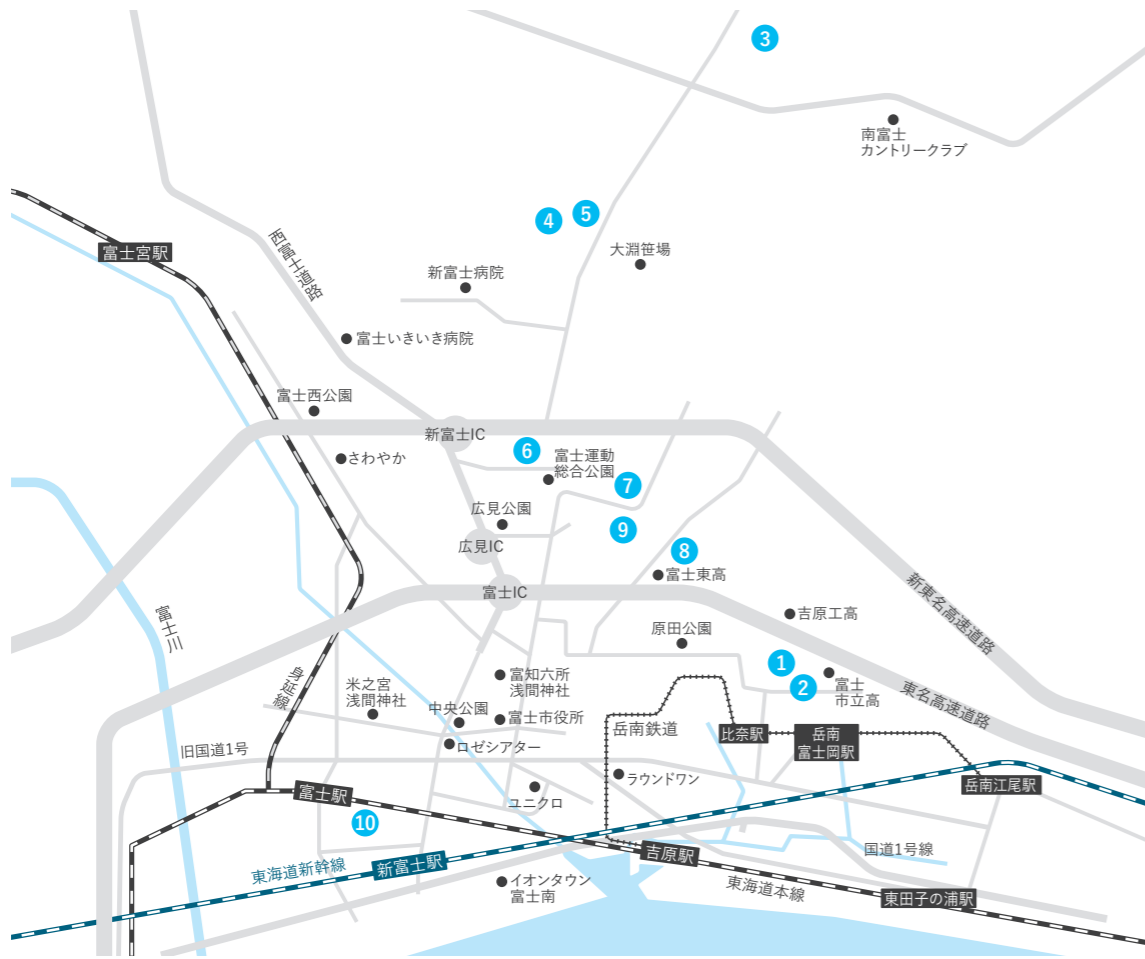 3
南富士
カントリークラブ
4
5
大淵笹場
富士宮駅
西富士道路
新富士病院
富士いきいき病院
富士西公園
新富士IC
さわやか
6
富士運動
総合公園
7
広見公園
9
広見IC
8
富士東高
富士IC
新東名高速道路
吉原工高
富士川
原田公園
1
2
富士
市立高
東名高速道路
身延線
米之宮
浅間神社
富知六所
浅間神社
中央公園
富士市役所
岳南鉄道
比奈駅
岳南
富士岡駅
旧国道1号
ロゼシアター
ラウンドワン
岳南江尾駅
富士駅
ユニクロ
10
国道1号線
吉原駅
東海道新幹線
新富士駅
イオンタウン
富士南
東海道本線
東田子の浦駅